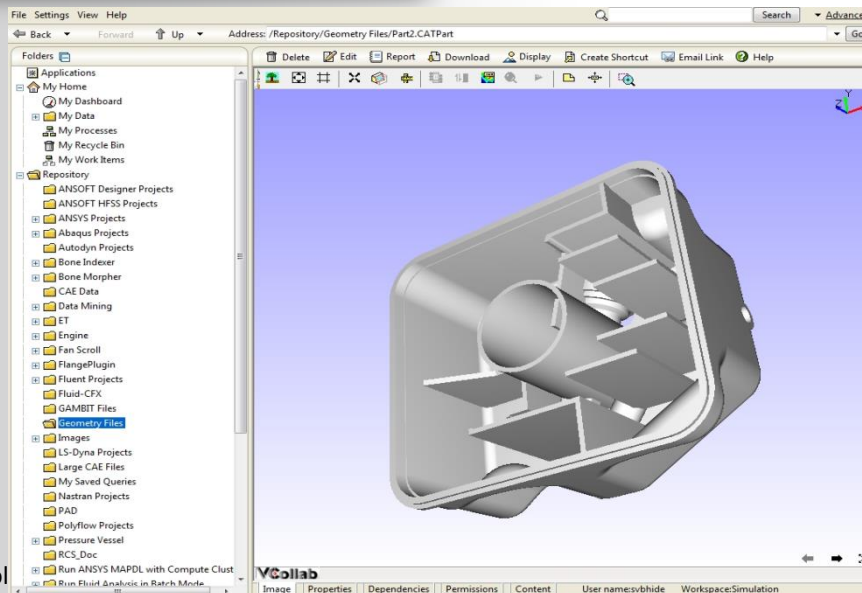 File Settings View Help
Search
Advance
Back Forward Up Address: /Repository/Geometry Files/Part2.CATPart
Go
Folders
Delete Edit Report Download Display Create Shortcut Email Link Help
Applications
My Home
My Dashboard
My Data
My Processes
My Recycle Bin
My Work Items
Repository
ANSOFT Designer Projects
ANSOFT HFSS Projects
ANSYS Projects
Abaqus Projects
Autodyn Projects
Bone Indexer
Bone Morpher
CAE Data
Data Mining
ET
Engine
Fan Scroll
FlangePlugin
Fluent Projects
Fluid-CFX
GAMBIT Files
Geometry Files
Images
LS-Dyna Projects
Large CAE Files
My Saved Queries
Nastran Projects
PAD
Polyflow Projects
Pressure Vessel
RCS_Doc
Run ANSYS MAPDL with Compute Clust
Run Fluid Analysis in Batch Mode
Y
Z
VCollab
Image Properties Dependencies Permissions Content User name:svbhide Workspace:Simulation